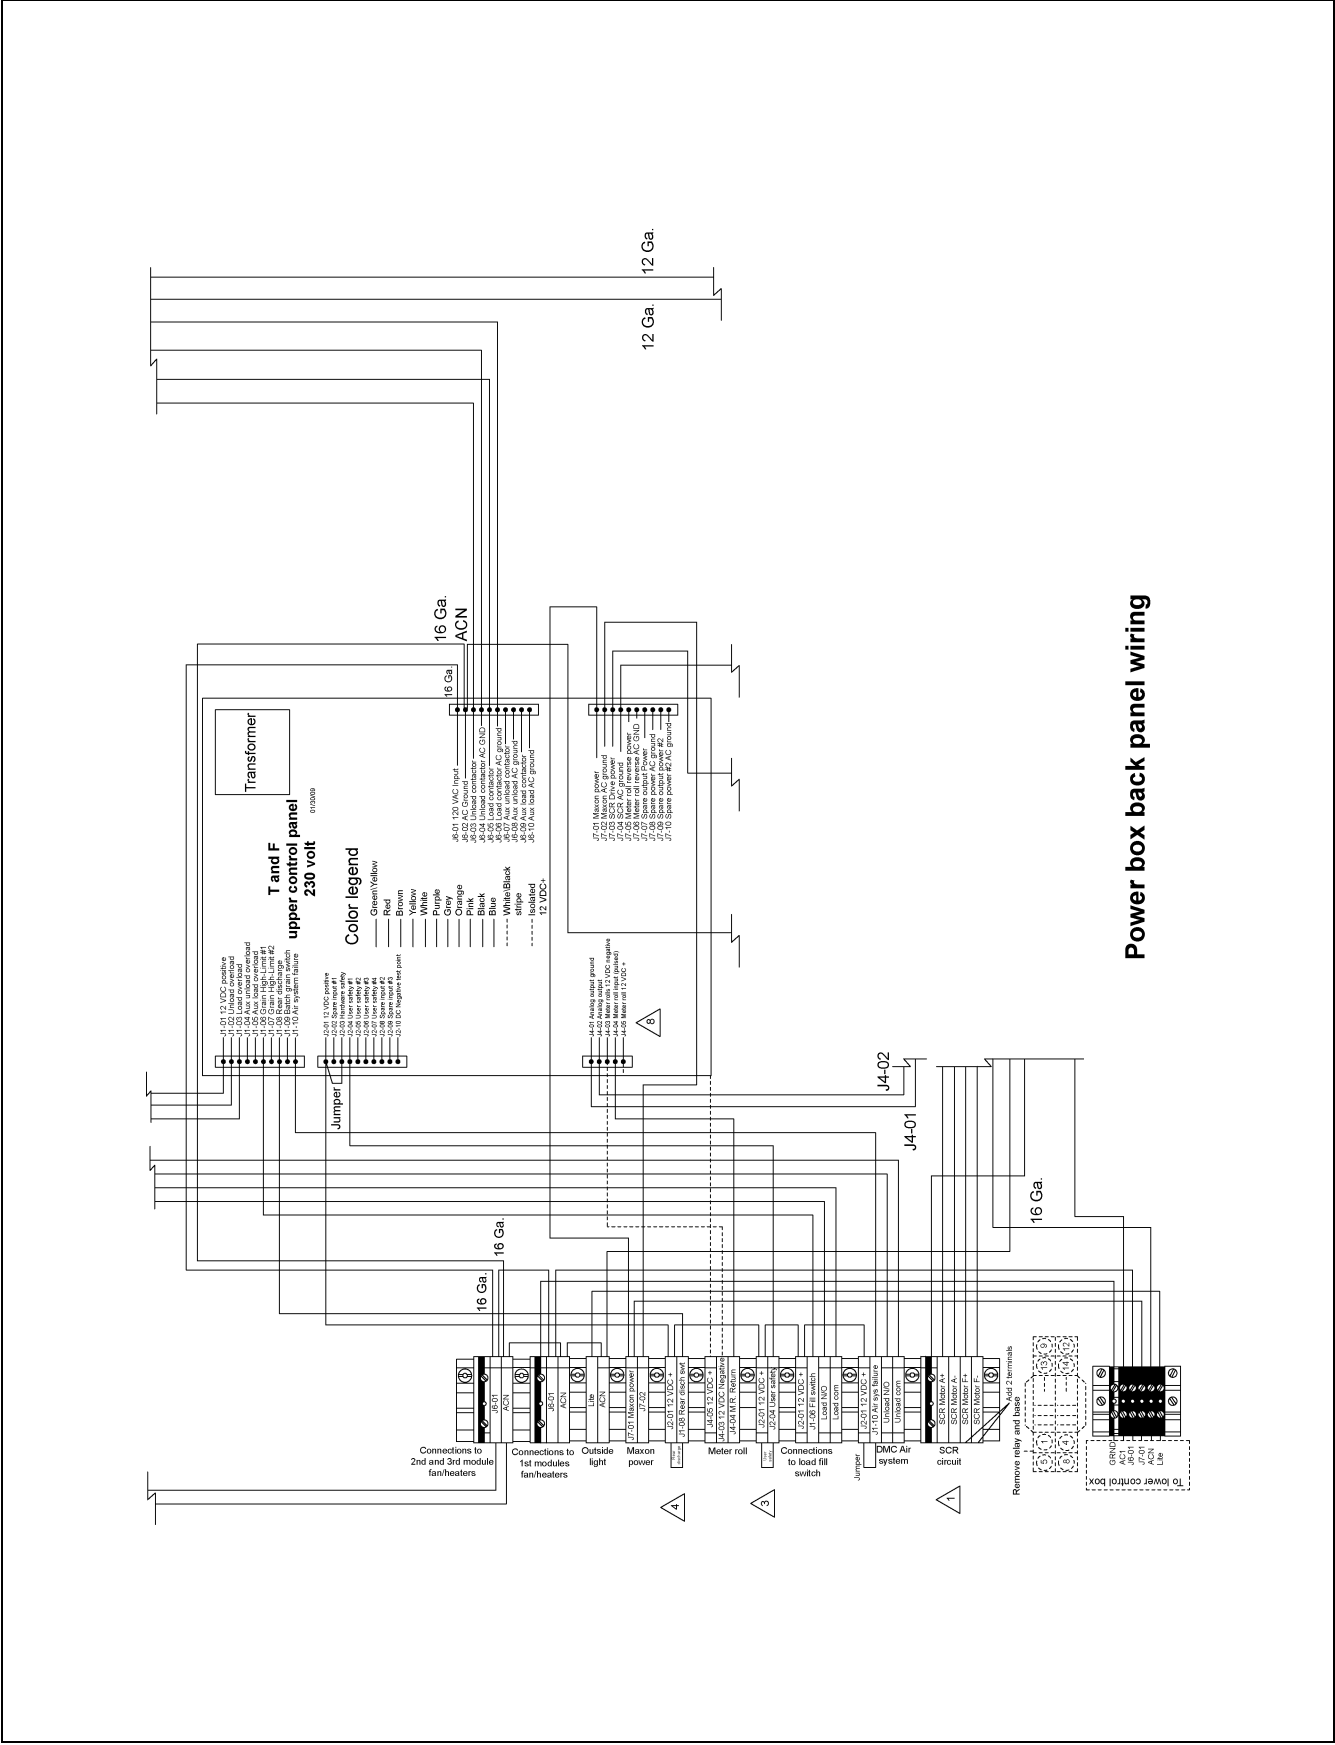 12 Ga.
12 Ga.
16 Ga.
ACN
16 Ga.
Transformer
T and F
upper control panel
230 volt
01/30/09
Color legend
Green\Yellow
Red
Brown
Yellow
White
Purple
Grey
Orange
Pink
Black
Blue
White\Black
stripe
Isolated
12 VDC+
J6-01 120 VAC Input
J6-02 AC Ground
J6-03 Unload contactor
J6-04 Unload contactor AC GND
J6-05 Load contactor
J6-06 Load contactor AC ground
J6-07 Aux unload contactor
J6-08 Aux unload AC ground
J6-09 Aux load contactor
J6-10 Aux load AC ground
J7-01 Maxon power
J7-02 Maxon AC ground
J7-03 SCR Drive power
J7-04 SCR AC ground
J7-05 Meter roll reverse power
J7-06 Meter roll reverse AC GND
J7-07 Spare output Power
J7-08 Spare power AC ground
J7-09 Spare output power #2
J7-10 Spare power #2 AC ground
J1-01 12 VDC positive
J1-02 Unload overload
J1-03 Load overload
J1-04 Aux unload overload
J1-05 Aux load overload
J1-06 Grain High-Limit #1
J1-07 Grain High-Limit #2
J1-08 Rear discharge
J1-09 Batch grain switch
J1-10 Air system failure
J2-01 12 VDC positive
J2-02 Spare input #1
J2-03 Hardware safety
J2-04 User safety #1
J2-05 User safety #2
J2-06 User safety #3
J2-07 User safety #4
J2-08 Spare input #2
J2-09 Spare input #3
J2-10 DC Negative test point
J4-01 Analog output ground
J4-02 Analog output
J4-03 Meter rolls 12 VDC negative
J4-04 Meter roll input (pulsed)
J4-05 Meter roll 12 VDC +
8
Jumper
J4-02
J4-01
16 Ga.
16 Ga.
16 Ga.
J6-01
ACN
J6-01
ACN
Lite
ACN
J7-01 Maxon power
J7-02
J2-01 12 VDC +
J1-08 Rear disch swt
J4-05 12 VDC +
J4-03 12 VDC Negative
J4-04 M.R. Return
J2-01 12 VDC +
J2-04 User safety
J2-01 12 VDC +
J1-06 Fill switch
Load N/O
Load com
J2-01 12 VDC +
J1-10 Air sys failure
Unload N/O
Unload com
SCR Motor A+
SCR Motor A-
SCR Motor F+
SCR Motor F-
Add 2 terminals
Remove relay and base
13 9
14 12
5 1
8 4
Connections to
2nd and 3rd module
fan/heaters
Connections to
1st modules
fan/heaters
Outside
light
Maxon
power
Meter roll
Connections
to load fill
switch
Jumper
DMC Air
system
SCR
circuit
4
3
1
GRND
AC1
J6-01
J7-01
ACN
Lite
To lower control box
Power box back panel wiring